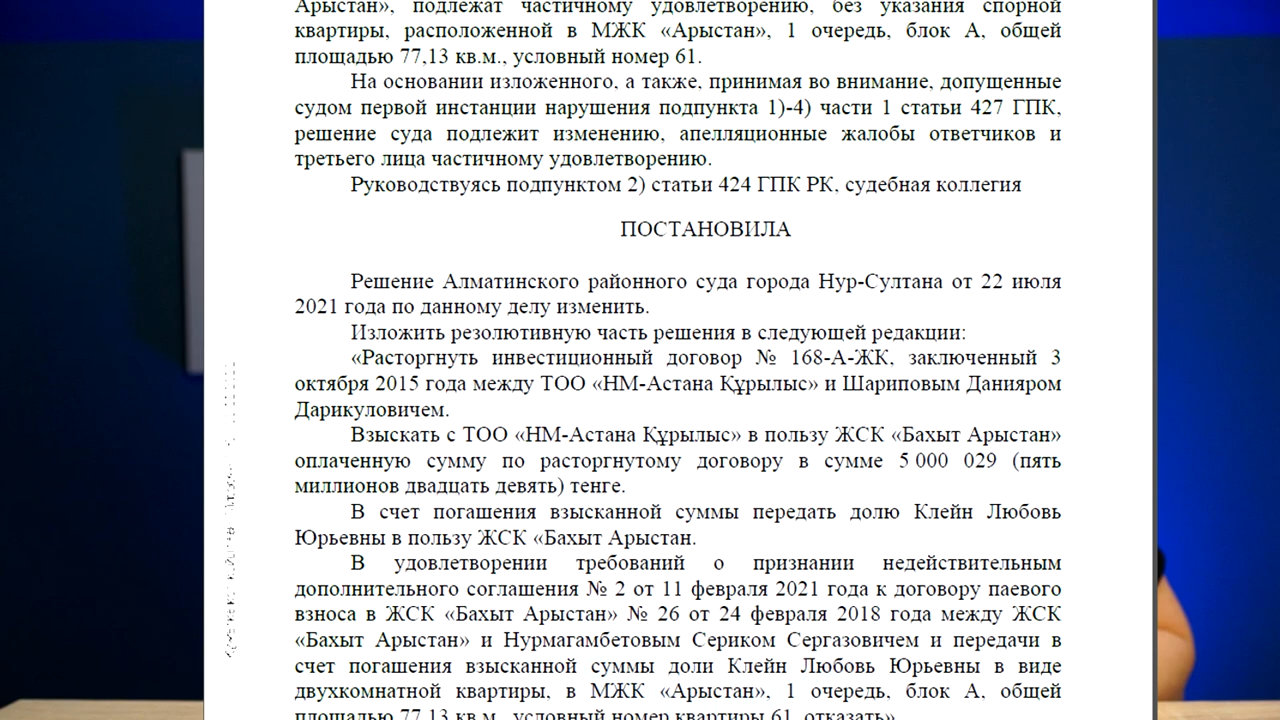 Арыстан», подлежат частичному удовлетворению, без указания спорной
квартиры, расположенной в МЖК «Арыстан», 1 очередь, блок А, общей
площадью 77,13 кв.м., условный номер 61.
На основании изложенного, а также, принимая во внимание, допущенные
судом первой инстанции нарушения подпункта 1)-4) части 1 статьи 427 ГПК,
решение суда подлежит изменению, апелляционные жалобы ответчиков и
третьего лица частичному удовлетворению.
Руководствуясь подпунктом 2) статьи 424 ГПК РК, судебная коллегия
ПОСТАНОВИЛА
Решение Алматинского районного суда города Нур-Султана от 22 июля
2021 года по данному делу изменить.
Изложить резолютивную часть решения в следующей редакции:
«Расторгнуть инвестиционный договор № 168-А-ЖК, заключенный 3
октября 2015 года между ТОО «НМ-Астана Құрылыс» и Шариповым Данияром
Дарикуловичем.
Взыскать с ТОО «НМ-Астана Құрылыс» в пользу ЖСК «Бахыт Арыстан»
оплаченную сумму по расторгнутому договору в сумме 5 000 029 (пять
миллионов двадцать девять) тенге.
В счет погашения взысканной суммы передать долю Клейн Любовь
Юрьевны в пользу ЖСК «Бахыт Арыстан.
В удовлетворении требований о признании недействительным
дополнительного соглашения № 2 от 11 февраля 2021 года к договору паевого
взноса в ЖСК «Бахыт Арыстан» № 26 от 24 февраля 2018 года между ЖСК
«Бахыт Арыстан» и Нурмагамбетовым Сериком Сергазовичем и передачи в
счет погашения взысканной суммы доли Клейн Любовь Юрьевны в виде
двухкомнатной квартиры, в МЖК «Арыстан», 1 очередь, блок А, общей
площадью 77,13 кв.м., условный номер квартиры 61, отказать»